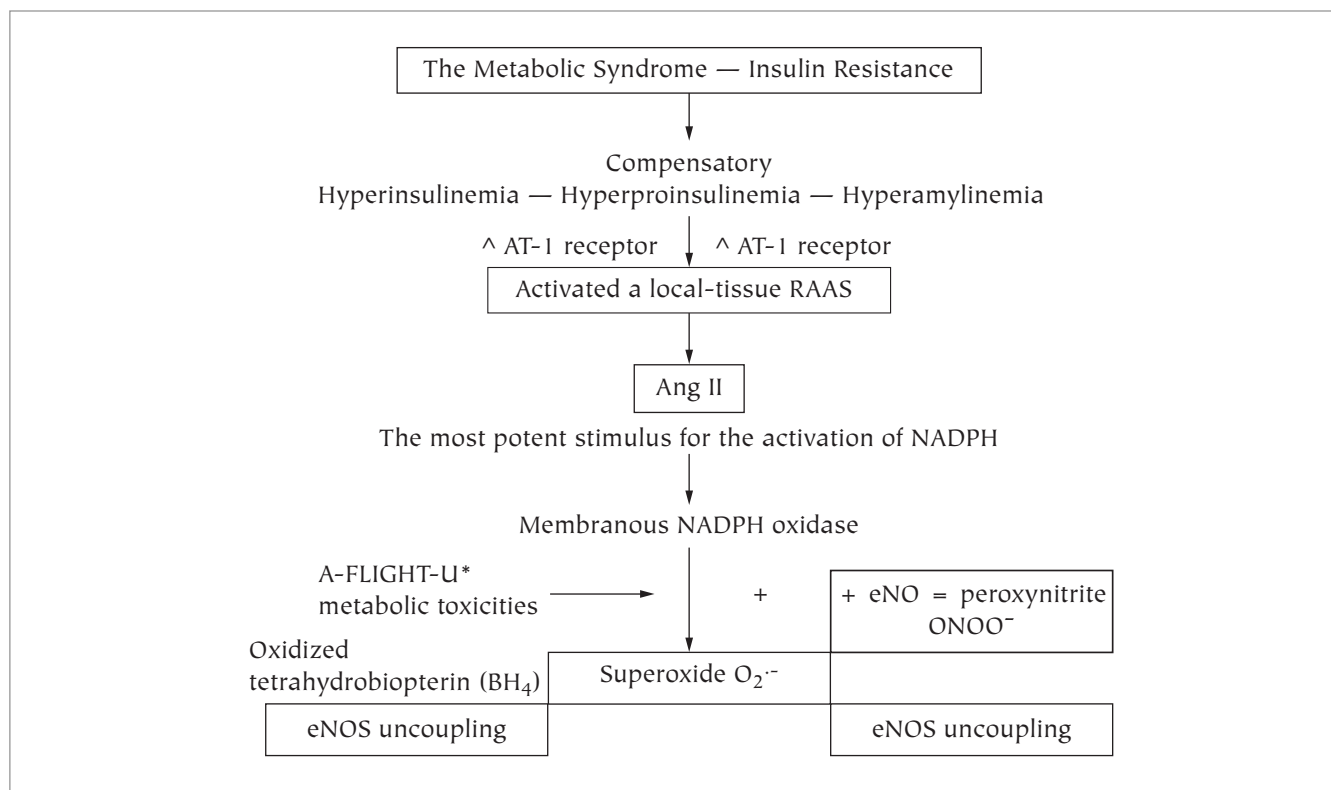 The Metabolic Syndrome — Insulin Resistance
Compensatory
Hyperinsulinemia — Hyperproinsulinemia — Hyperamylinemia
^ AT-1 receptor ^ AT-1 receptor
Activated a local-tissue RAAS
Ang II
The most potent stimulus for the activation of NADPH
Membranous NADPH oxidase
A-FLIGHT-U*
metabolic toxicities
+
+ eNO = peroxynitrite
ONOO⁻
Oxidized
tetrahydrobiopterin (BH₄)
Superoxide O₂·⁻
eNOS uncoupling
eNOS uncoupling